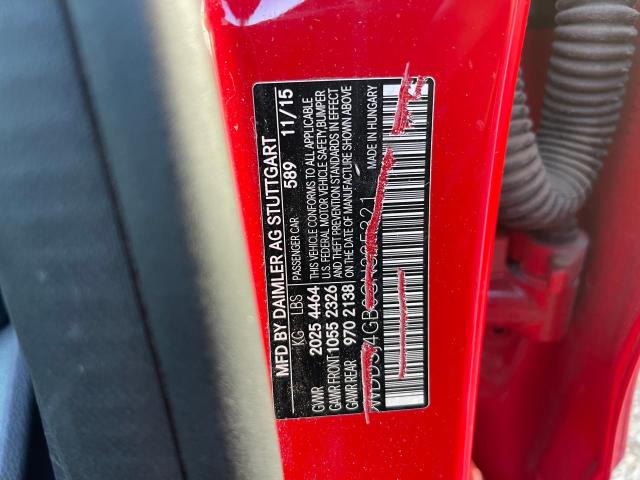 MFD BY DAIMLER AG STUTTGART
KG LBS PASSENGER CAR 589 11/15
GVWR 2025 4464 THIS VEHICLE CONFORMS TO ALL APPLICABLE
GAWR FRONT 1055 2326 U.S. FEDERAL MOTOR VEHICLE SAFETY, BUMPER
GAWR REAR 970 2138 AND THEFT PREVENTION STANDARDS IN EFFECT
ON THE DATE OF MANUFACTURE SHOWN ABOVE
MADE IN HUNGARY